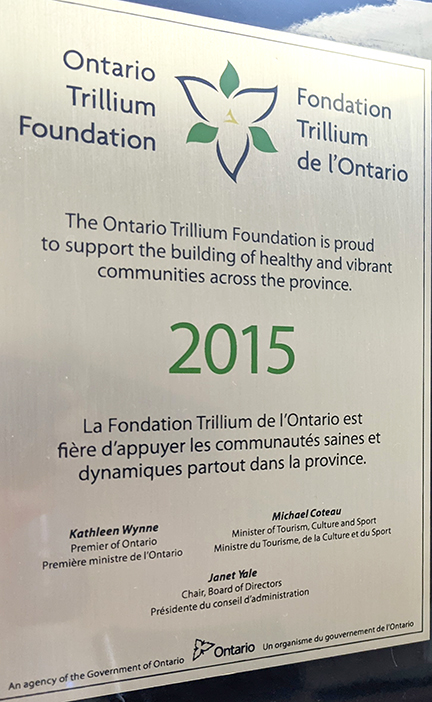 Ontario
Trillium
Foundation
Fondation
Trillium
de l'Ontario
The Ontario Trillium Foundation is proud
to support the building of healthy and vibrant
communities across the province.
2015
La Fondation Trillium de l'Ontario est
fière d'appuyer les communautés saines et
dynamiques partout dans la province.
Kathleen Wynne
Premier of Ontario
Première ministre de l'Ontario
Michael Coteau
Minister of Tourism, Culture and Sport
Ministre du Tourisme, de la Culture et du Sport
Janet Yale
Chair, Board of Directors
Présidente du conseil d'administration
An agency of the Government of Ontario
Ontario
Un organisme du gouvernement de l'Ontario